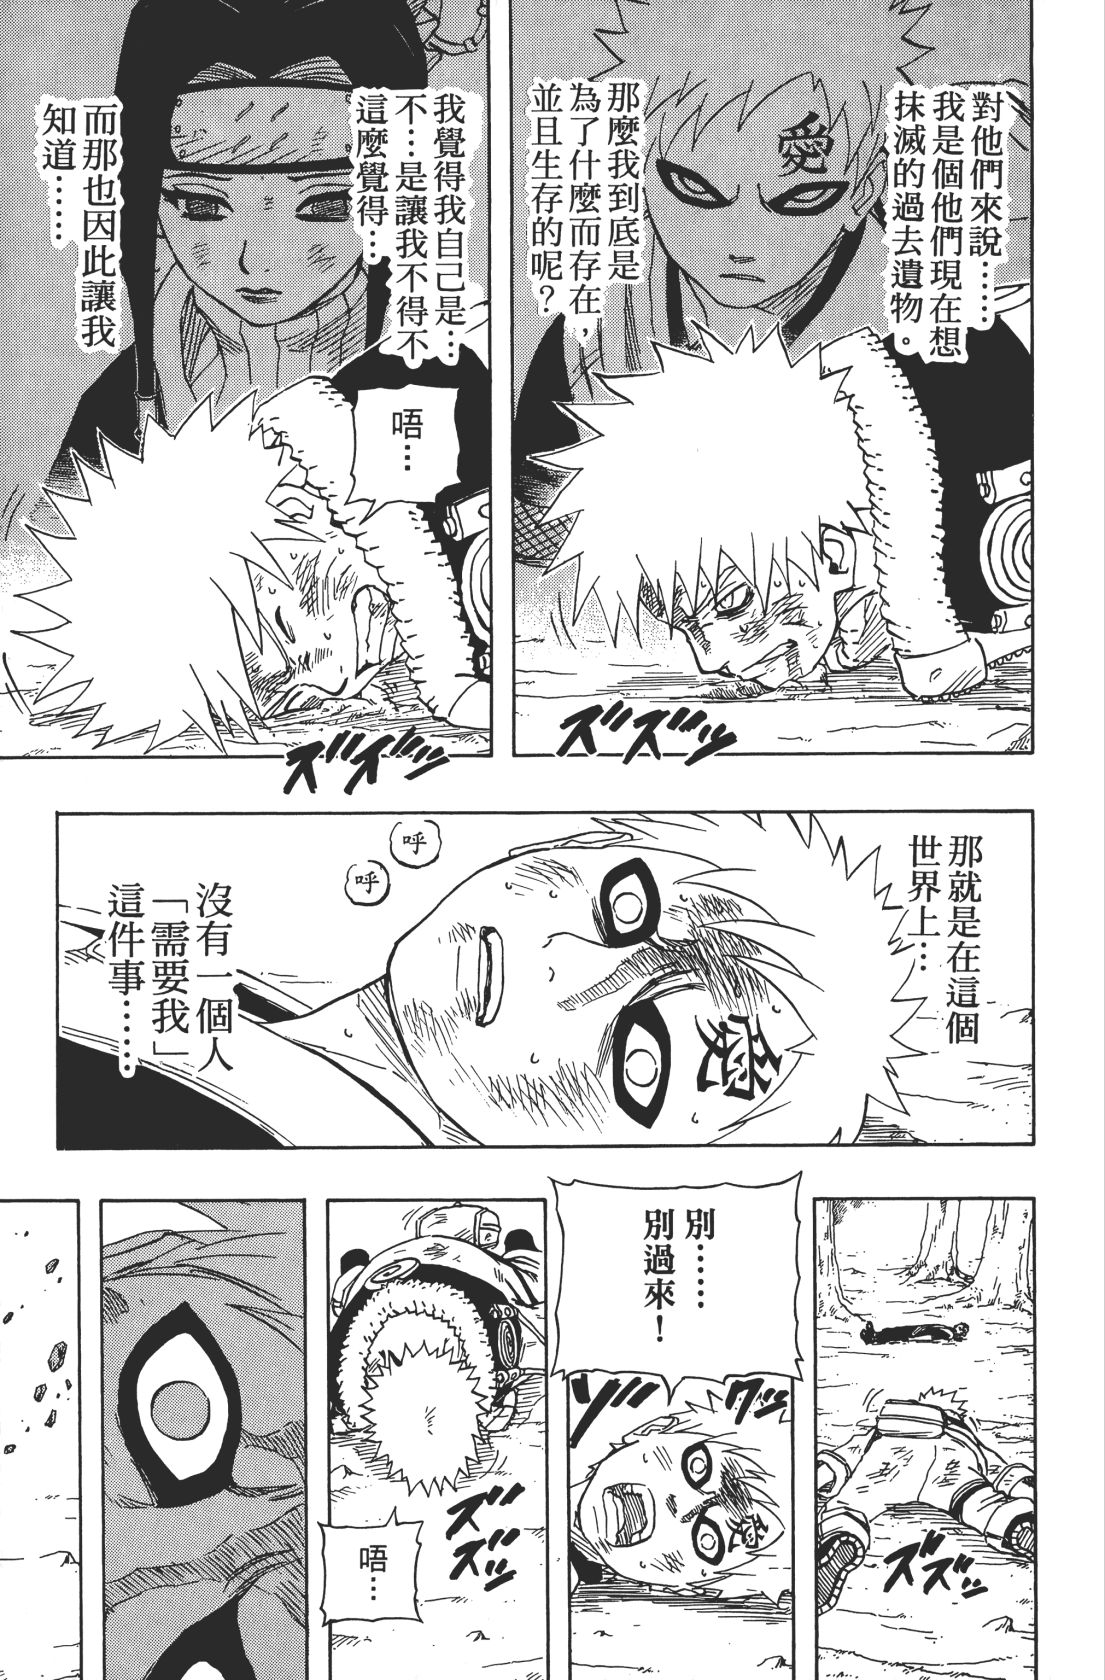 對他們來說……
我是個他們現在想
抹滅的過去遺物。
愛
那麼我到底是
為了什麼而存在，
並且生存的呢？
ズズズッ
我覺得我自己是…
不…是讓我不得不
這麼覺得…
唔…
而那也因此讓我
知道……
ズズズッ
那就是在這個
世界上…
愛
呼
呼
沒有一個人
「需要我」
這件事……
ズズッ
別……
別過來！
愛
ズズ
唔…